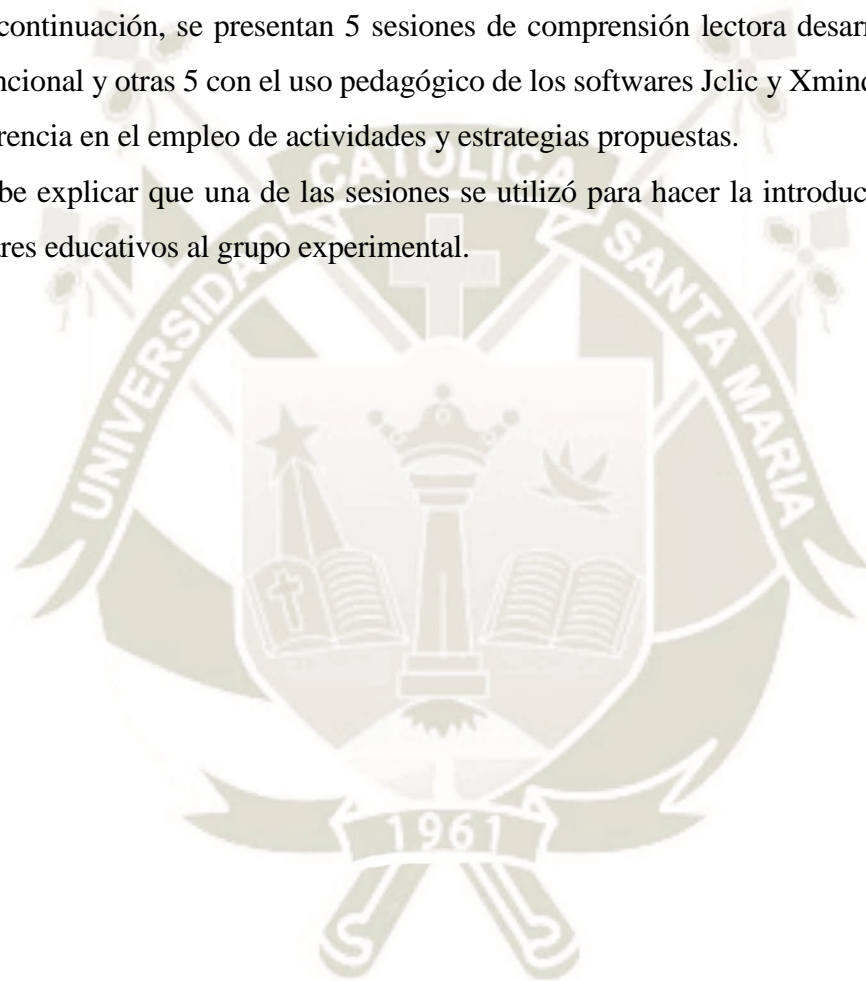 continuación, se presentan 5 sesiones de comprensión lectora desarr
ncional y otras 5 con el uso pedagógico de los softwares Jclic y Xmind
rencia en el empleo de actividades y estrategias propuestas.
be explicar que una de las sesiones se utilizó para hacer la introduc
ares educativos al grupo experimental.
UNIVERSIDAD CATOLICA SANTA MARIA
1961